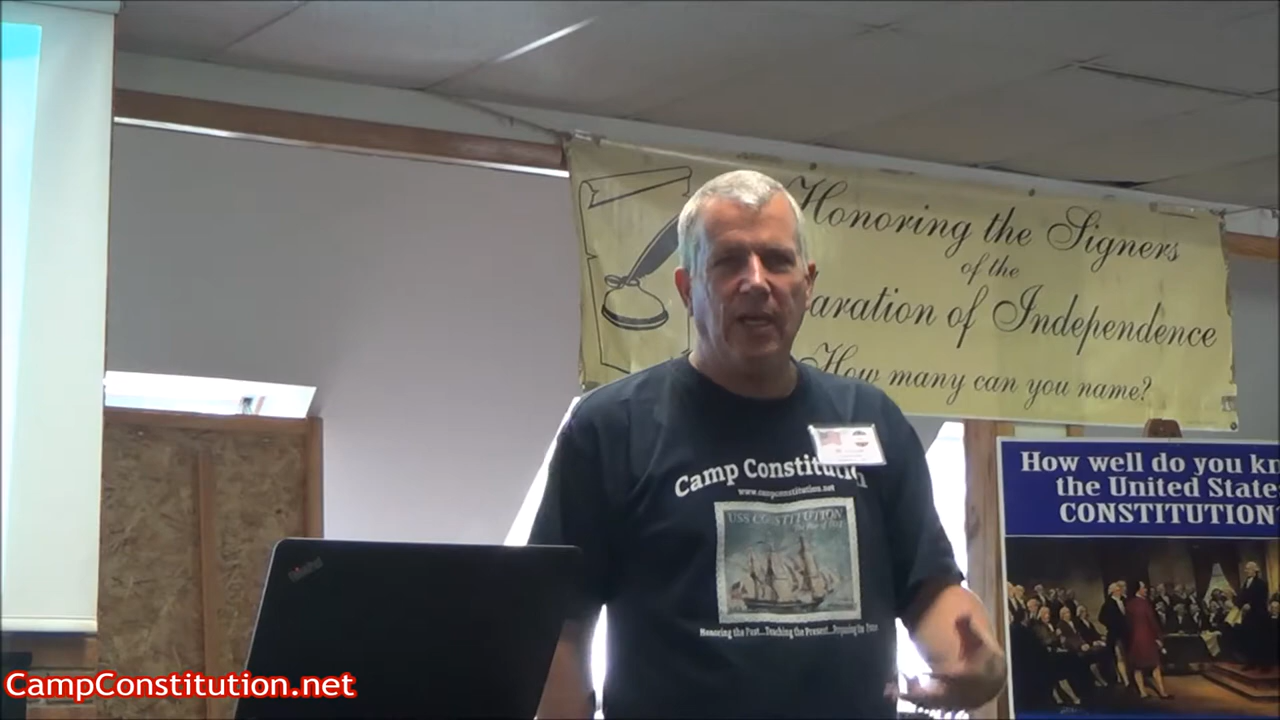 Honoring the Signers
of the
aration of Independence
How many can you name?
Camp Constitution
www.campconstitution.net
USS CONSTITUTION
Honoring the Past...Teaching the Present...Preparing the
How well do you kn
the United State
CONSTITUTION?
ThinkPad
CampConstitution.net